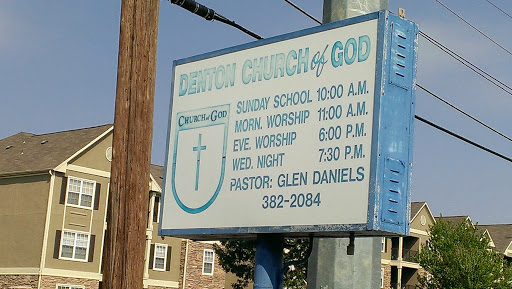 DENTON CHURCH of GOD
CHURCH of GOD
SUNDAY SCHOOL 10:00 A.M.
MORN. WORSHIP 11:00 A.M.
EVE. WORSHIP 6:00 P.M.
WED. NIGHT 7:30 P.M.
PASTOR: GLEN DANIELS
382-2084